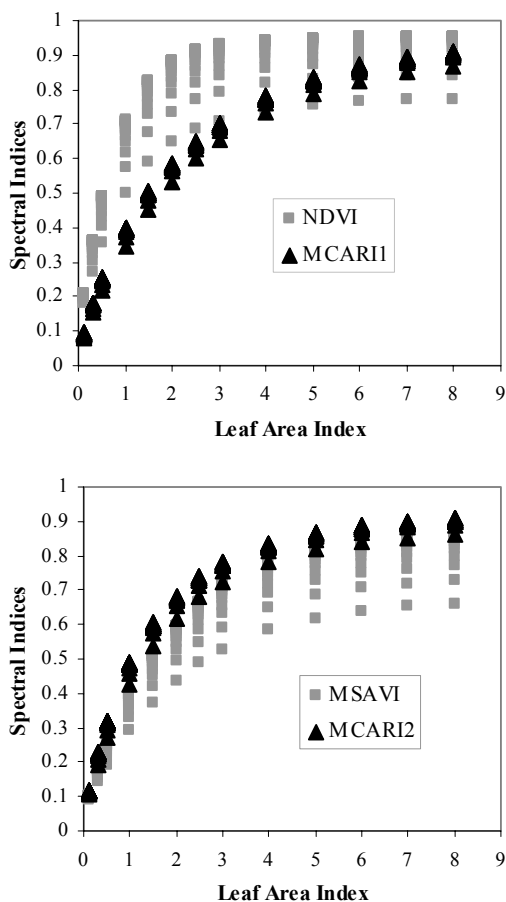 1
0.9
0.8
0.7
0.6
0.5
0.4
0.3
0.2
0.1
0
Spectral Indices
NDVI
MCARI1
0 1 2 3 4 5 6 7 8 9
Leaf Area Index
1
0.9
0.8
0.7
0.6
0.5
0.4
0.3
0.2
0.1
0
Spectral Indices
MSAVI
MCARI2
0 1 2 3 4 5 6 7 8 9
Leaf Area Index